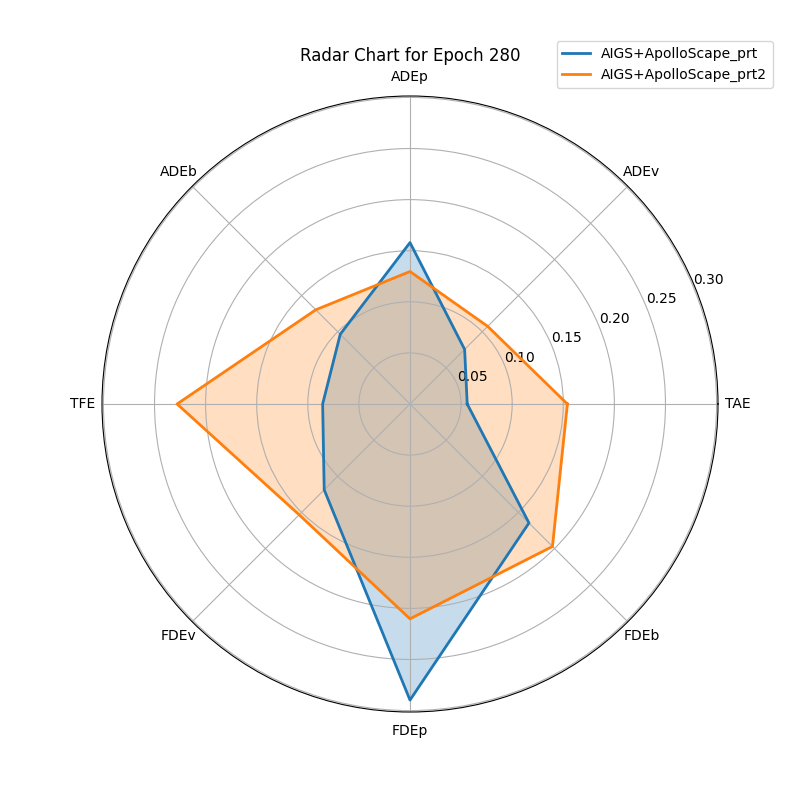 Radar Chart for Epoch 280
AIGS+ApolloScape_prt
AIGS+ApolloScape_prt2
ADEp
ADEb
ADEv
0.30
0.25
0.20
0.15
0.10
0.05
TFE
TAE
FDEv
FDEb
FDEp